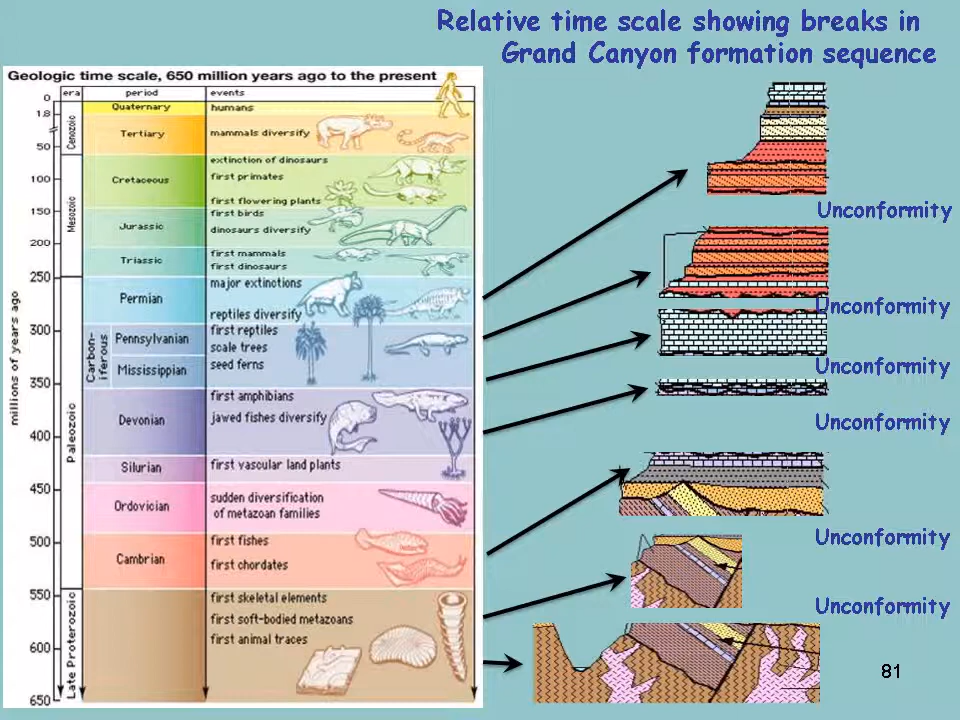 Relative time scale showing breaks in
Grand Canyon formation sequence
Geologic time scale, 650 million years ago to the present
era period events
0
1.8
50
100
150
200
250
300
350
400
450
500
550
600
650
millions of years ago
Cenozoic
Mesozoic
Paleozoic
Late Proterozoic
Quaternary humans
Tertiary mammals diversify
Cretaceous
extinction of dinosaurs
first primates
first flowering plants
Jurassic
first birds
dinosaurs diversify
Triassic
first mammals
first dinosaurs
Permian
major extinctions
reptiles diversify
Carbon-
iferous
Pennsylvanian
Mississippian
first reptiles
scale trees
seed ferns
Devonian
first amphibians
jawed fishes diversify
Silurian first vascular land plants
Ordovician
sudden diversification
of metazoan families
Cambrian
first fishes
first chordates
first skeletal elements
first soft-bodied metazoans
first animal traces
Unconformity
Unconformity
Unconformity
Unconformity
Unconformity
Unconformity
81